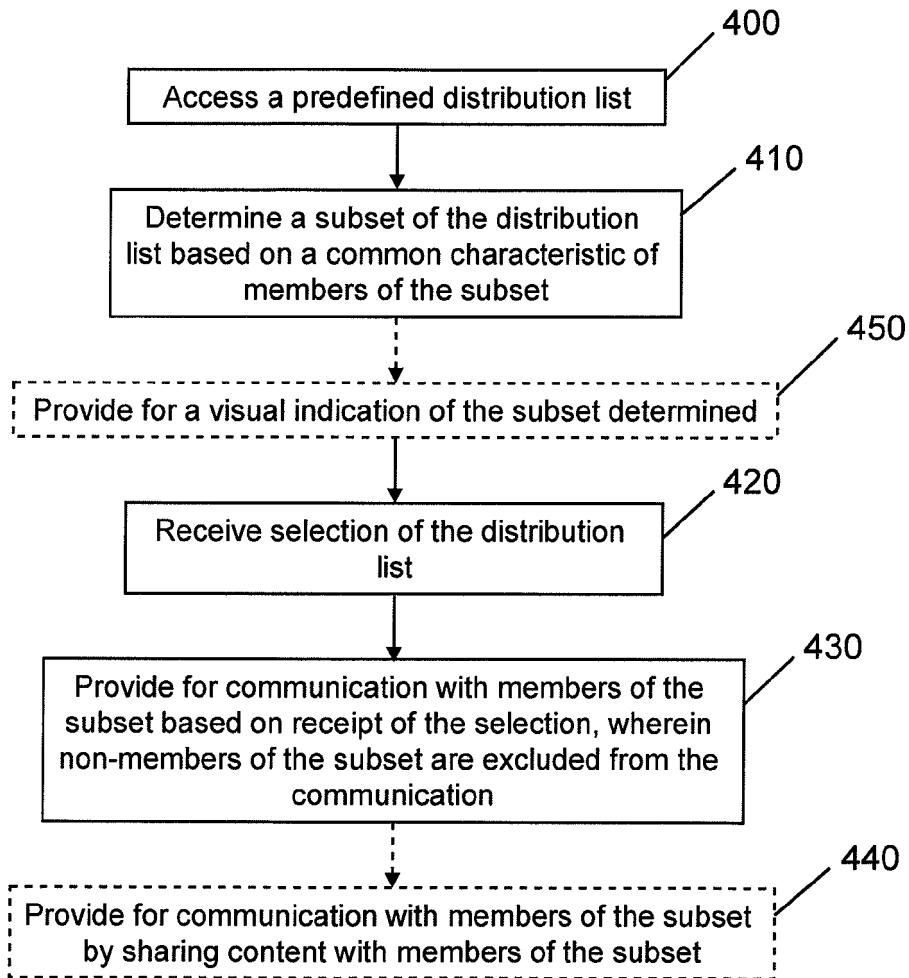 400
Access a predefined distribution list
410
Determine a subset of the distribution
list based on a common characteristic of
members of the subset
450
Provide for a visual indication of the subset determined
420
Receive selection of the distribution
list
430
Provide for communication with members of the
subset based on receipt of the selection, wherein
non-members of the subset are excluded from the
communication
440
Provide for communication with members of the subset
by sharing content with members of the subset